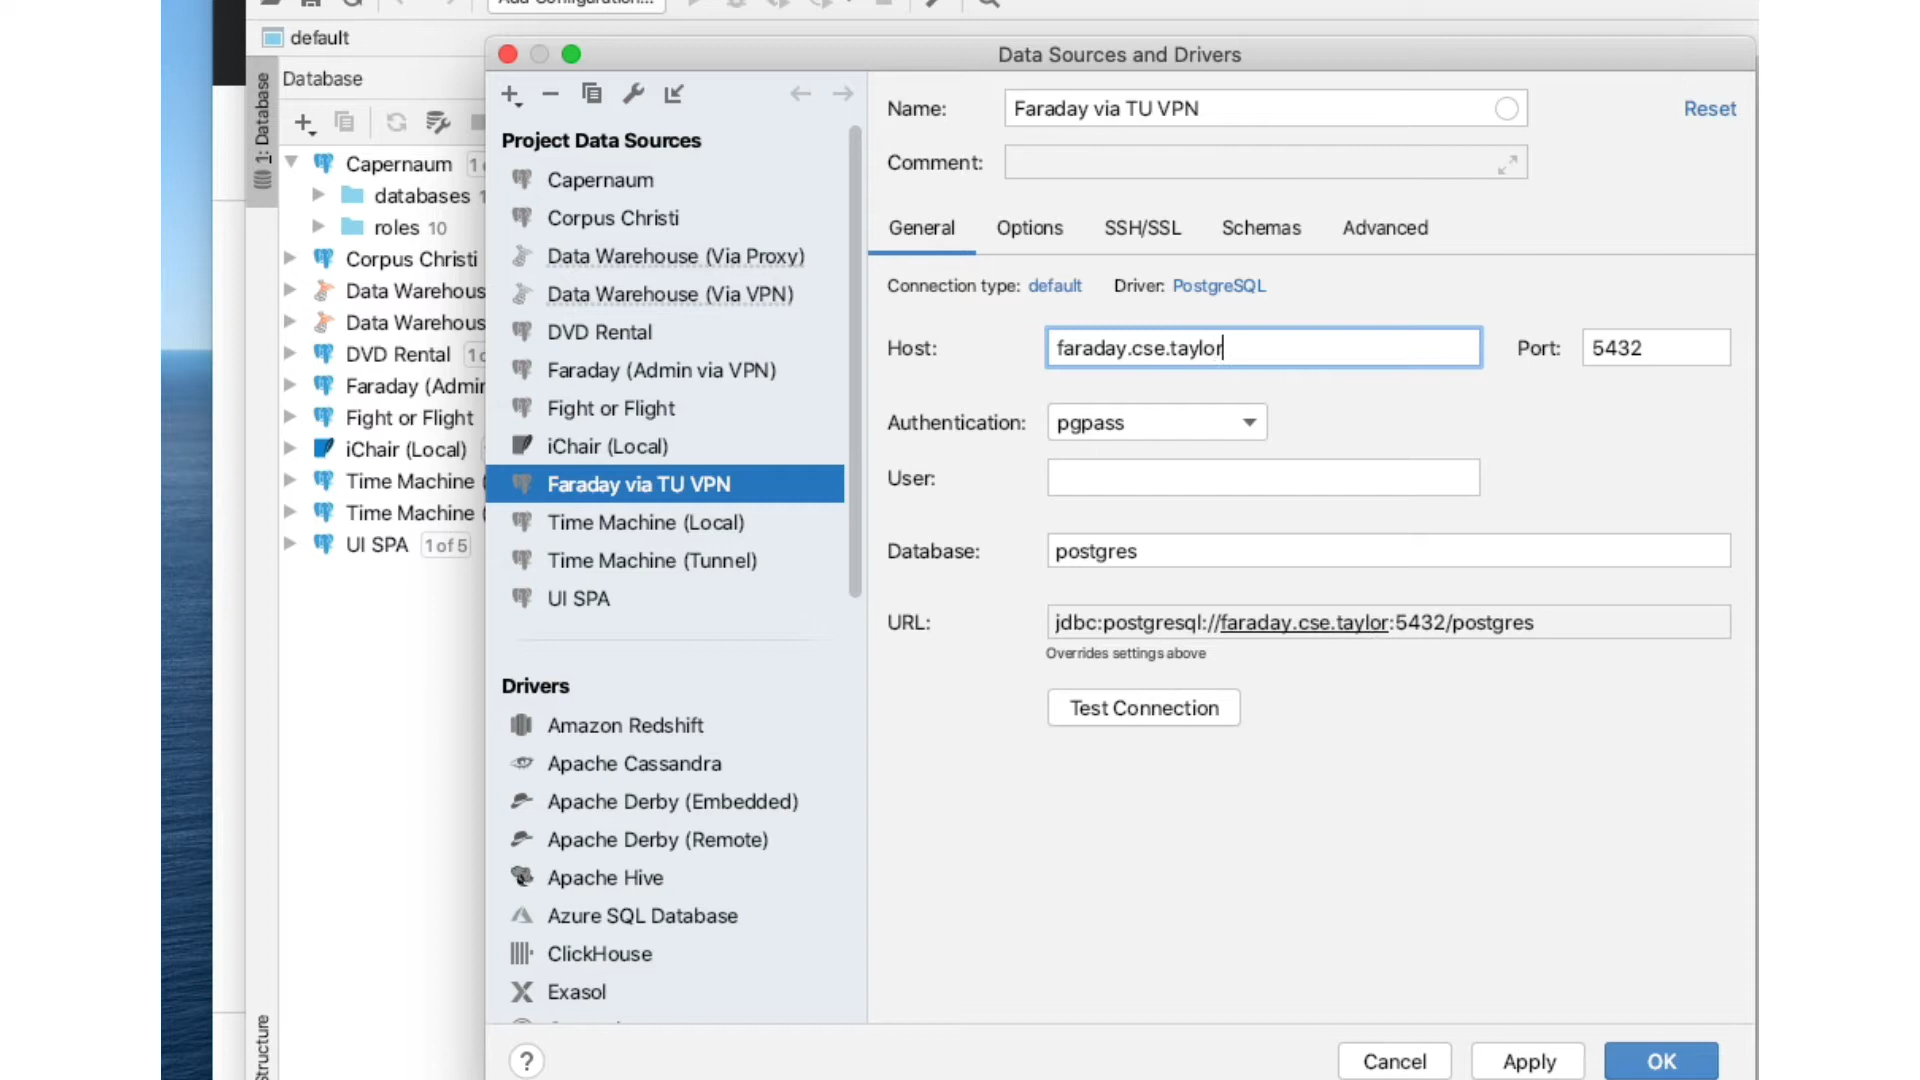 Add Configuration...
default
Data Sources and Drivers
1: Database
Database
Capernaum
databases
roles 10
Corpus Christi
Data Warehous
Data Warehous
DVD Rental
Faraday (Admin
Fight or Flight
iChair (Local)
Time Machine
Time Machine
UI SPA 1 of 5
Structure
Project Data Sources
Capernaum
Corpus Christi
Data Warehouse (Via Proxy)
Data Warehouse (Via VPN)
DVD Rental
Faraday (Admin via VPN)
Fight or Flight
iChair (Local)
Faraday via TU VPN
Time Machine (Local)
Time Machine (Tunnel)
UI SPA
Drivers
Amazon Redshift
Apache Cassandra
Apache Derby (Embedded)
Apache Derby (Remote)
Apache Hive
Azure SQL Database
ClickHouse
Exasol
Name: Faraday via TU VPN Reset
Comment:
General Options SSH/SSL Schemas Advanced
Connection type: default Driver: PostgreSQL
Host: faraday.cse.taylor Port: 5432
Authentication: pgpass
User:
Database: postgres
URL: jdbc:postgresql://faraday.cse.taylor:5432/postgres
Overrides settings above
Test Connection
? Cancel Apply OK